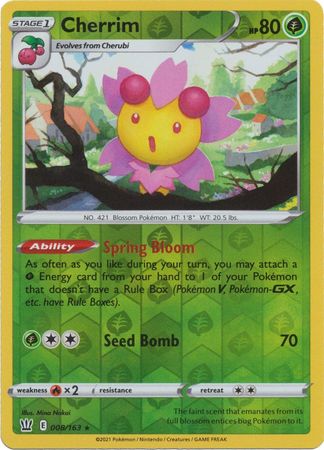 STAGE 1 Cherrim HP 80
Evolves from Cherubi
NO. 421 Blossom Pokémon HT: 1'8" WT: 20.5 lbs.
Ability Spring Bloom
As often as you like during your turn, you may attach
a Energy card from your hand to 1 of your Pokémon
that doesn't have a Rule Box (Pokémon V, Pokémon-GX,
etc. have Rule Boxes).
Seed Bomb 70
weakness ×2 resistance retreat
Illus. Mina Nakai
E 008/163 ★
The faint scent that emanates from its
full blossom entices bug Pokémon to it.
©2021 Pokémon / Nintendo / Creatures / GAME FREAK